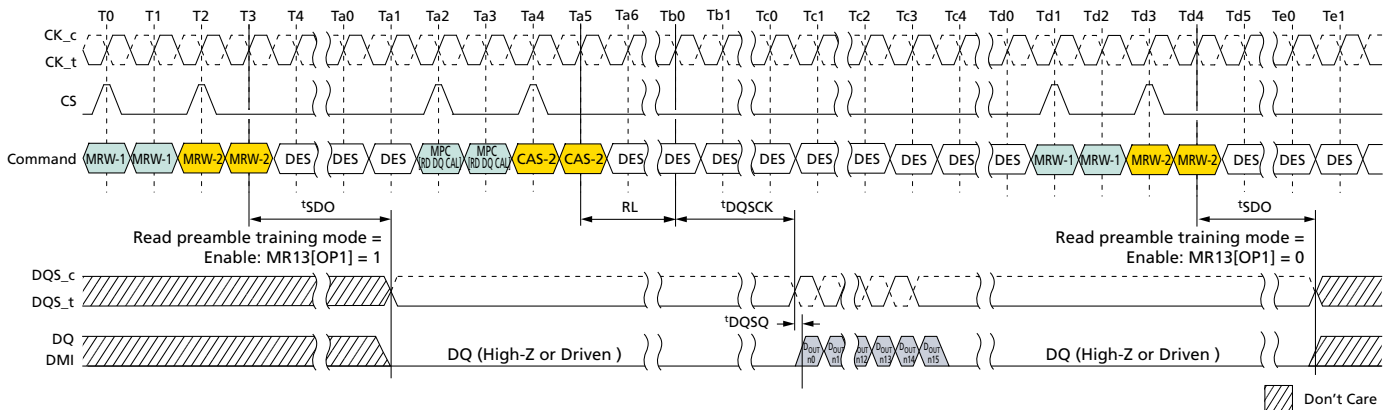 T0 T1 T2 T3 T4 Ta0 Ta1 Ta2 Ta3 Ta4 Ta5 Ta6 Tb0 Tb1 Tc0 Tc1 Tc2 Tc3 Tc4 Td0 Td1 Td2 Td3 Td4 Td5 Te0 Te1
CK_c
CK_t
CS
Command MRW-1 MRW-1 MRW-2 MRW-2 DES DES DES MPC [RD DQ CAL] MPC [RD DQ CAL] CAS-2 CAS-2 DES DES DES DES DES DES DES DES DES MRW-1 MRW-1 MRW-2 MRW-2 DES DES DES
tSDO RL tDQSCK tSDO
Read preamble training mode =
Enable: MR13[OP1] = 1
Read preamble training mode =
Enable: MR13[OP1] = 0
DQS_c
DQS_t
tDQSQ
DQ
DMI
DQ (High-Z or Driven )
DOUT n0 DOUT n1 DOUT n12 DOUT n13 DOUT n14 DOUT n15
DQ (High-Z or Driven )
Don't Care